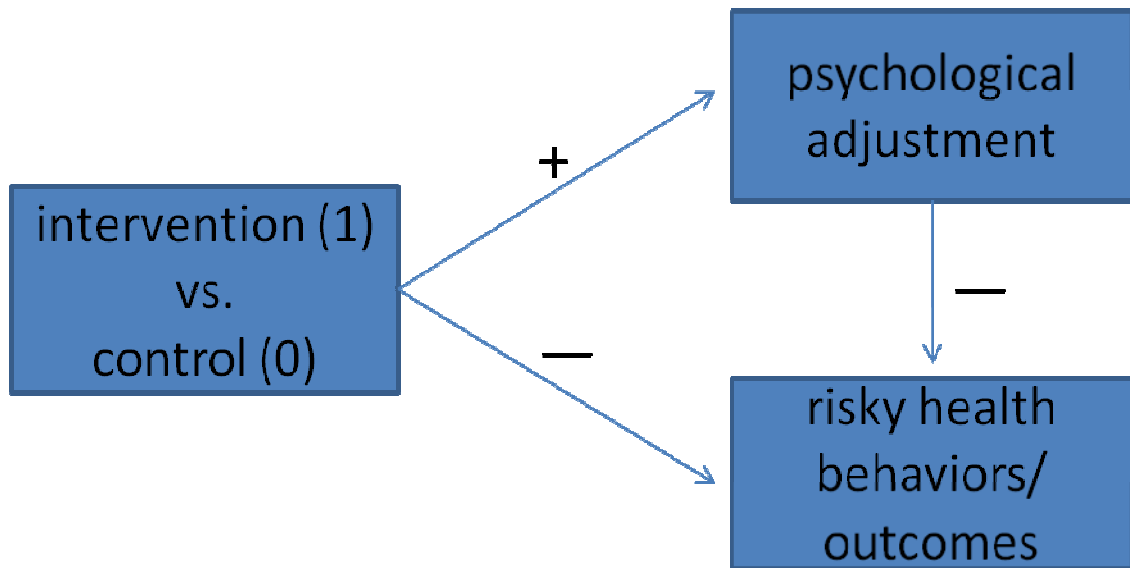 psychological
adjustment
+
intervention (1)
vs.
control (0)
—
—
risky health
behaviors/
outcomes